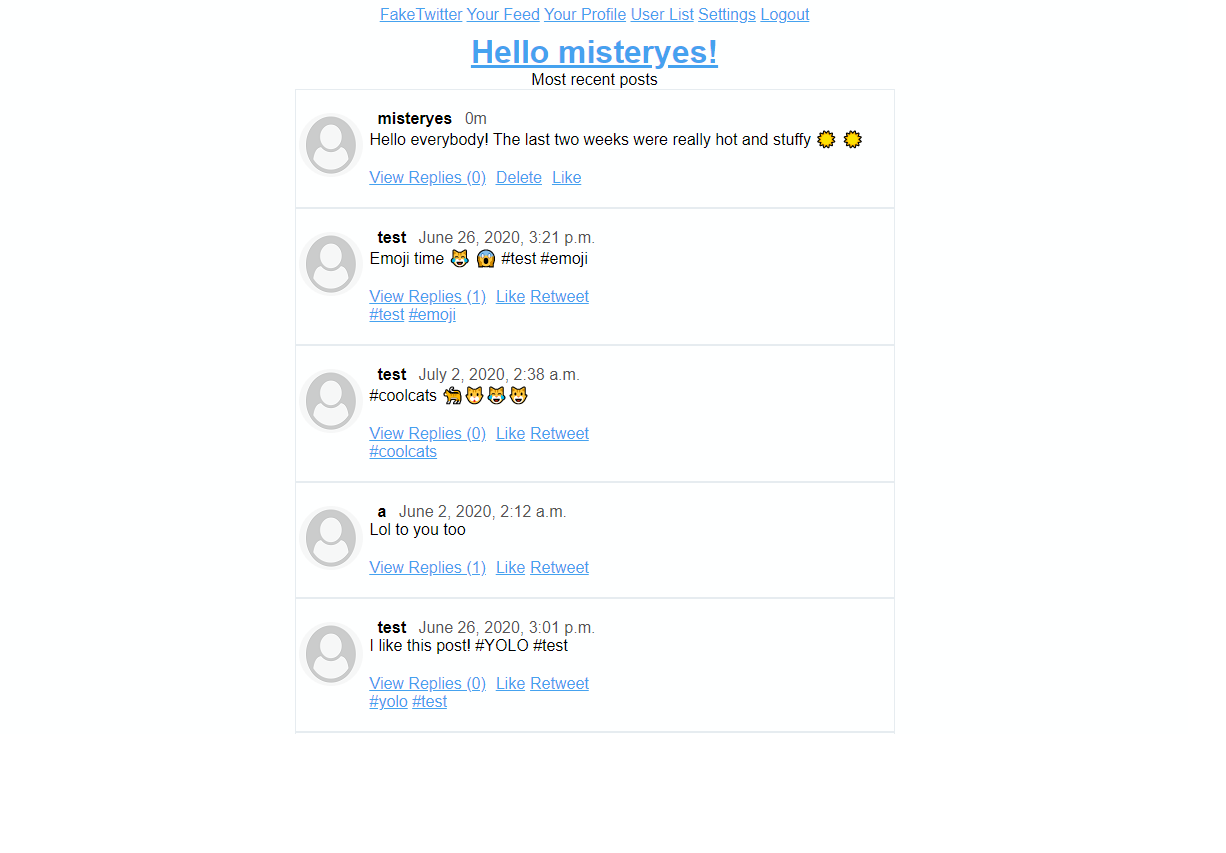 FakeTwitter Your Feed Your Profile User List Settings Logout
Hello misteryes!
Most recent posts
misteryes 0m
Hello everybody! The last two weeks were really hot and stuffy ☀ ☀
View Replies (0) Delete Like
test June 26, 2020, 3:21 p.m.
Emoji time 😹 😱 #test #emoji
View Replies (1) Like Retweet
#test #emoji
test July 2, 2020, 2:38 a.m.
#coolcats 🐈🐱😹😺
View Replies (0) Like Retweet
#coolcats
a June 2, 2020, 2:12 a.m.
Lol to you too
View Replies (1) Like Retweet
test June 26, 2020, 3:01 p.m.
I like this post! #YOLO #test
View Replies (0) Like Retweet
#yolo #test